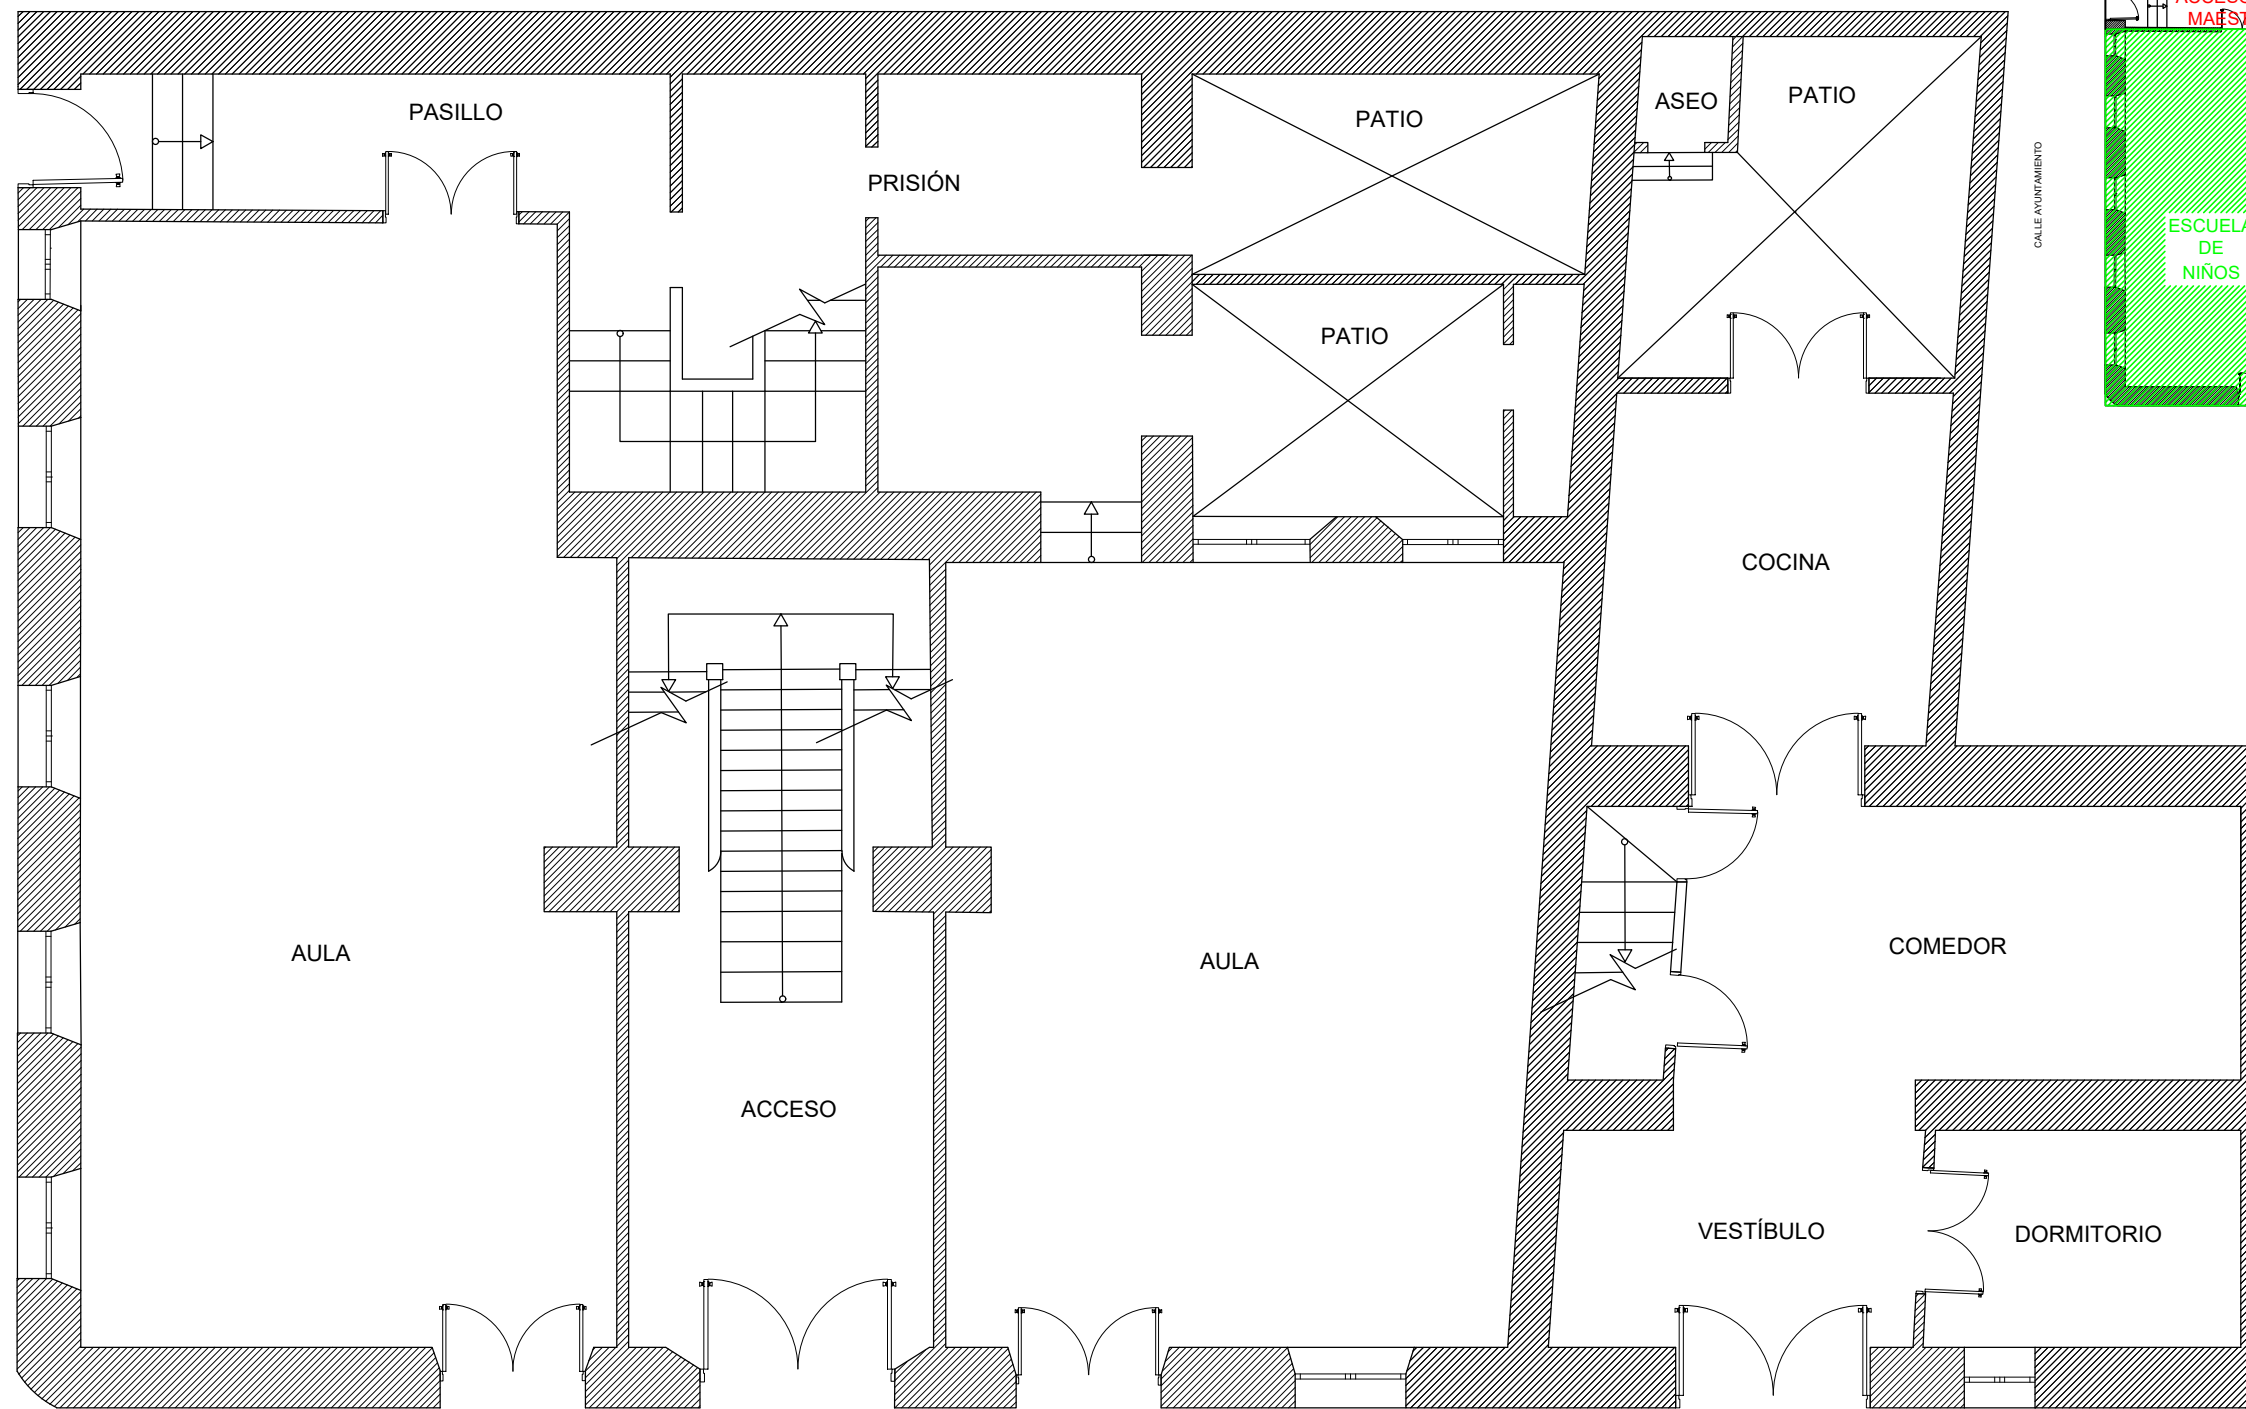 PASILLO
PRISIÓN
PATIO
ASEO
PATIO
PATIO
CALLE AYUNTAMIENTO
ESCUELA
DE
NIÑOS
COCINA
AULA
AULA
COMEDOR
ACCESO
VESTÍBULO
DORMITORIO